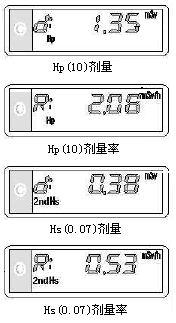 d 1.35 mSv
Hp
Hp(10)剂量
R 2.08 mSv/h
Hp
Hp(10)剂量率
d 0.38 mSv
2ndHs
Hs(0.07)剂量
R 0.53 mSv/h
2ndHs
Hs(0.07)剂量率